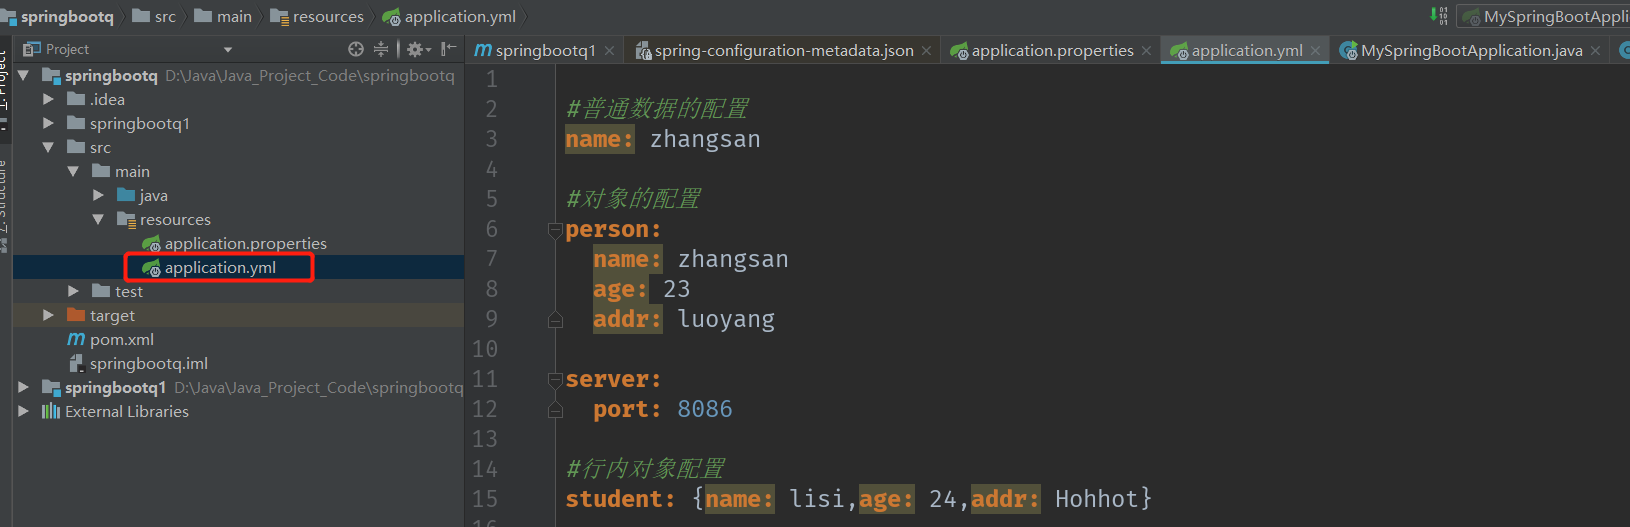 springbootq src main resources application.yml MySpringBootAppli
Project
springbootq1 spring-configuration-metadata.json application.properties application.yml MySpringBootApplication.java
springbootq D:\Java\Java_Project_Code\springbootq
.idea
springbootq1
src
main
java
resources
application.properties
application.yml
test
target
pom.xml
springbootq.iml
springbootq1 D:\Java\Java_Project_Code\springbootq
External Libraries
1: Project
7: Structure
1
2 #普通数据的配置
3 name: zhangsan
4
5 #对象的配置
6 person:
7 name: zhangsan
8 age: 23
9 addr: luoyang
10
11 server:
12 port: 8086
13
14 #行内对象配置
15 student: {name: lisi,age: 24,addr: Hohhot}